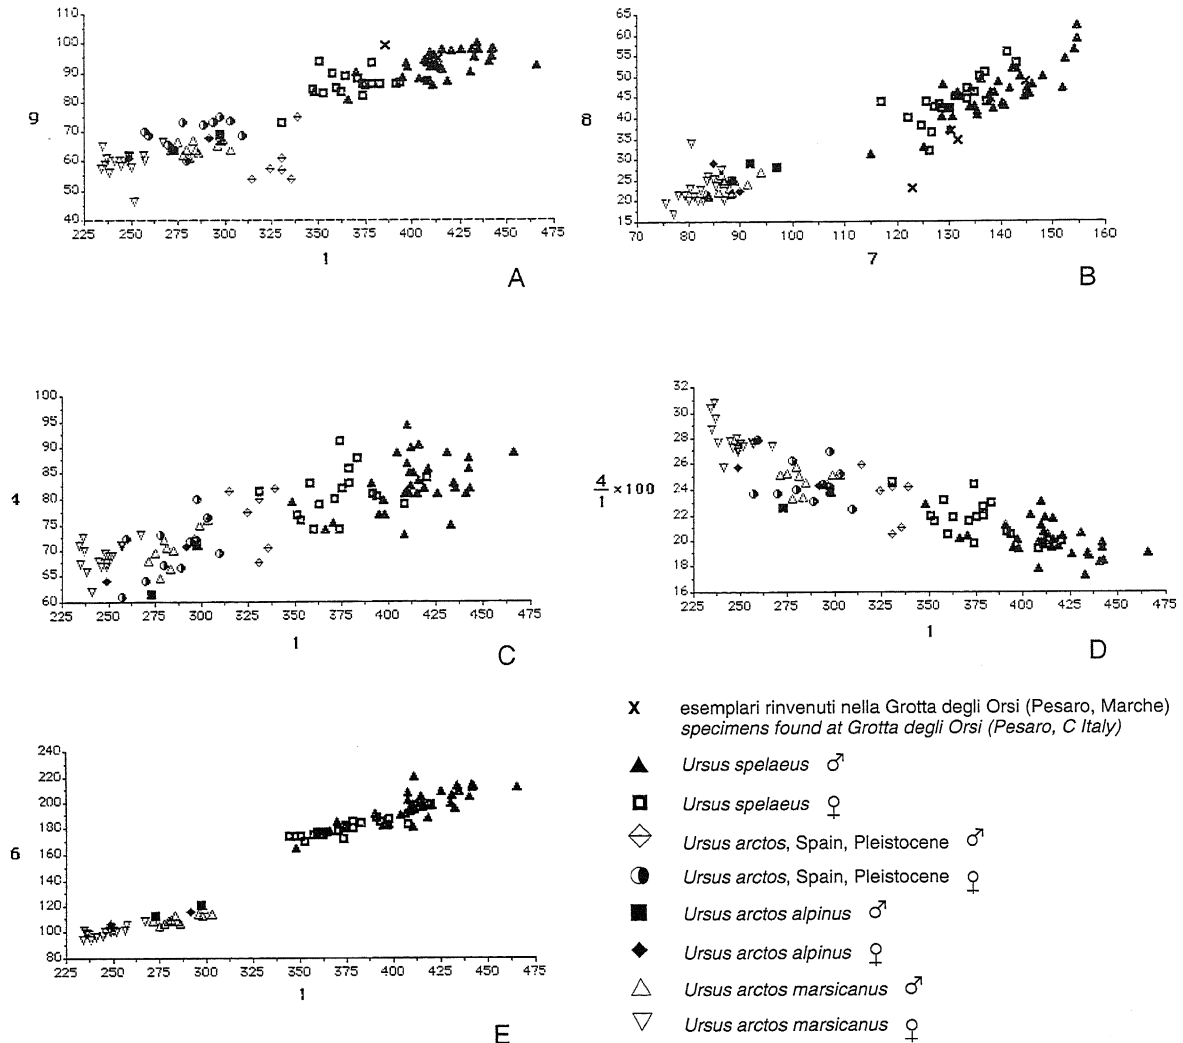 110
100
90
80
70
60
50
40
9
225 250 275 300 325 350 375 400 425 450 475
1
A
65
55
45
35
25
15
8
70 80 90 100 110 120 130 140 150 160
7
B
100
95
90
85
80
75
70
65
60
4
225 250 275 300 325 350 375 400 425 450 475
1
C
32
30
28
26
24
22
20
18
16
4/1 ×100
225 250 275 300 325 350 375 400 425 450 475
1
D
240
220
200
180
160
140
120
100
80
6
225 250 275 300 325 350 375 400 425 450 475
1
E
x esemplari rinvenuti nella Grotta degli Orsi (Pesaro, Marche)
specimens found at Grotta degli Orsi (Pesaro, C Italy)
Ursus spelaeus ♂
Ursus spelaeus ♀
Ursus arctos, Spain, Pleistocene ♂
Ursus arctos, Spain, Pleistocene ♀
Ursus arctos alpinus ♂
Ursus arctos alpinus ♀
Ursus arctos marsicanus ♂
Ursus arctos marsicanus ♀